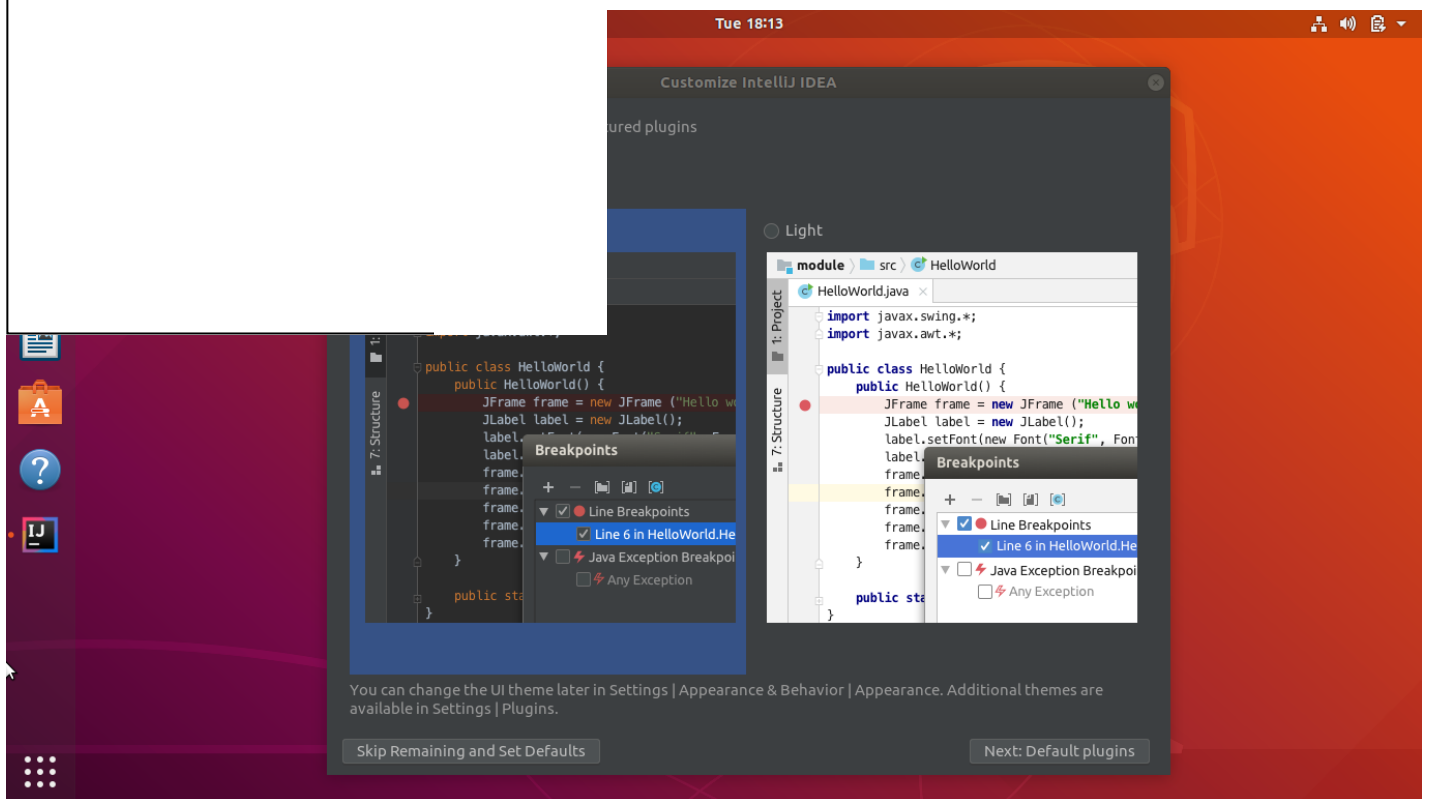 Tue 18:13
Customize IntelliJ IDEA
tured plugins
Light
module src HelloWorld
HelloWorld.java
1: Project
7: Structure
import javax.swing.*;
import javax.awt.*;
public class HelloWorld {
public HelloWorld() {
JFrame frame = new JFrame ("Hello w
JLabel label = new JLabel();
label.
label.
frame.
frame.
frame.
frame.
frame.
}
public sta
}
Breakpoints
Line Breakpoints
Line 6 in HelloWorld.He
Java Exception Breakpoi
Any Exception
1:
7: Structure
public class HelloWorld {
public HelloWorld() {
JFrame frame = new JFrame ("Hello w
JLabel label = new JLabel();
label.setFont(new Font("Serif", Fon
label.
frame.
frame.
frame.
frame.
frame.
}
public sta
}
Breakpoints
Line Breakpoints
Line 6 in HelloWorld.He
Java Exception Breakpoi
Any Exception
IJ
You can change the UI theme later in Settings | Appearance & Behavior | Appearance. Additional themes are
available in Settings | Plugins.
Skip Remaining and Set Defaults
Next: Default plugins